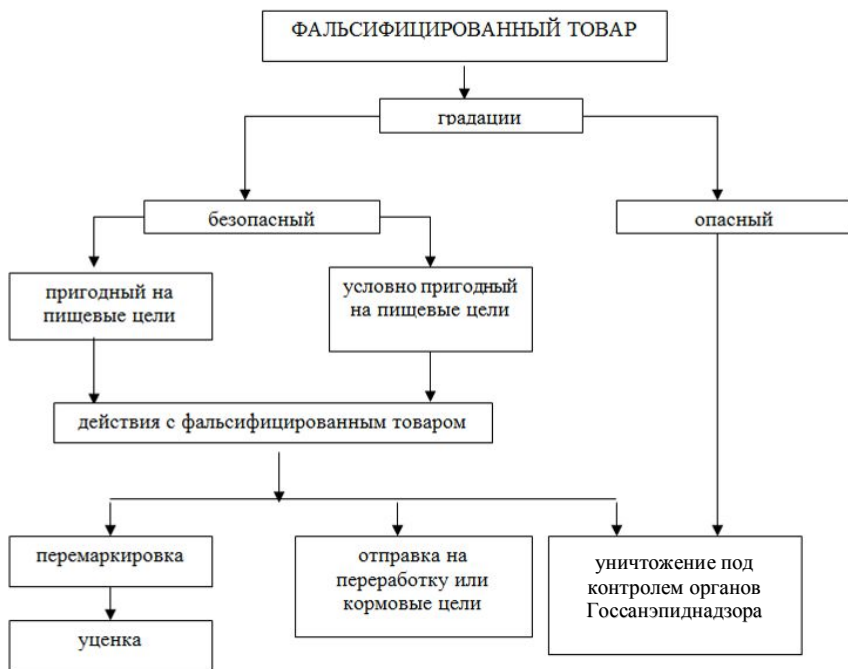 ФАЛЬСИФИЦИРОВАННЫЙ ТОВАР
градации
безопасный
опасный
пригодный на
пищевые цели
условно пригодный
на пищевые цели
действия с фальсифицированным товаром
перемаркировка
отправка на
переработку или
кормовые цели
уничтожение под
контролем органов
Госсанэпиднадзора
уценка